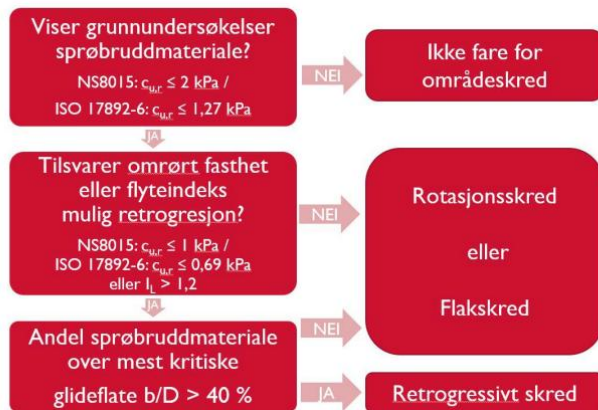 Viser grunnundersøkelser
sprøbruddmateriale?
NS8015: cu,r ≤ 2 kPa /
ISO 17892-6: cu,r ≤ 1,27 kPa
NEI
Ikke fare for
områdeskred
JA
Tilsvarer omrørt fasthet
eller flyteindeks
mulig retrogresjon?
NS8015: cu,r ≤ 1 kPa /
ISO 17892-6: cu,r ≤ 0,69 kPa
eller IL > 1,2
NEI
Rotasjonsskred
eller
Flakskred
JA
Andel sprøbruddmateriale
over mest kritiske
glideflate b/D > 40 %
NEI
JA
Retrogressivt skred